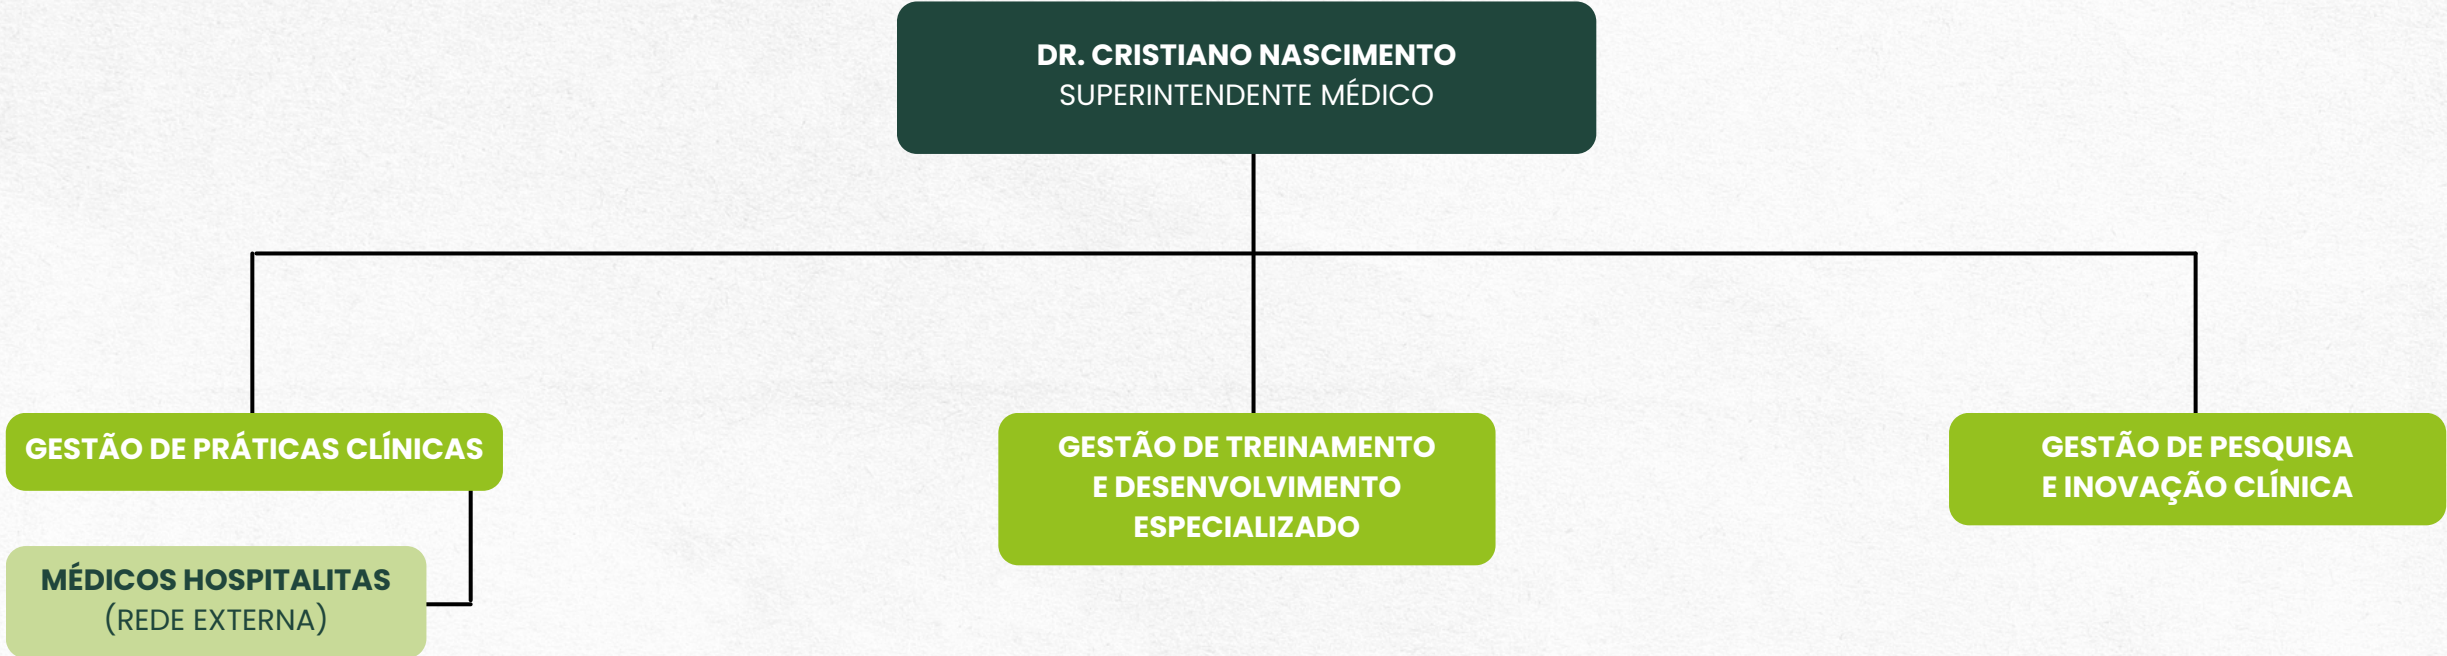 DR. CRISTIANO NASCIMENTO
SUPERINTENDENTE MÉDICO
GESTÃO DE PRÁTICAS CLÍNICAS
GESTÃO DE TREINAMENTO
E DESENVOLVIMENTO
ESPECIALIZADO
GESTÃO DE PESQUISA
E INOVAÇÃO CLÍNICA
MÉDICOS HOSPITALITAS
(REDE EXTERNA)